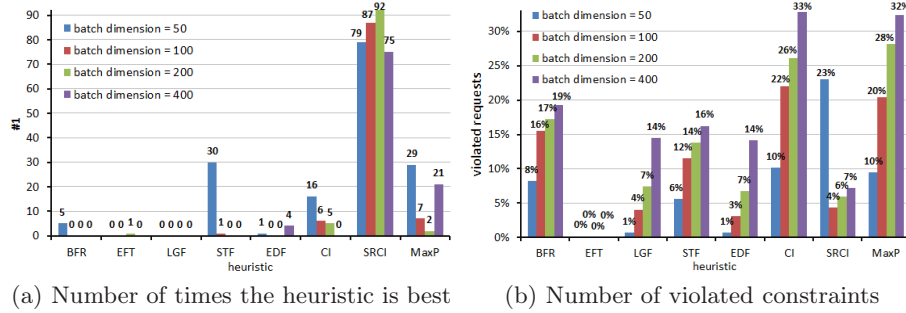 #1
90
80
70
60
50
40
30
20
10
0
batch dimension = 50
batch dimension = 100
batch dimension = 200
batch dimension = 400
5 0 0 0
0 0 1 0
0 0 0 0
30 1 0 0
1 0 0 4
16 6 5 0
79 87 92 75
29 7 2 21
BFR EFT LGF STF EDF CI SRCI MaxP
heuristic
(a) Number of times the heuristic is best
violated requests
30%
25%
20%
15%
10%
5%
0%
batch dimension = 50
batch dimension = 100
batch dimension = 200
batch dimension = 400
8% 16% 17% 19%
0% 0% 0% 0%
1% 4% 7% 14%
6% 12% 14% 16%
1% 3% 7% 14%
10% 22% 26% 33%
23% 4% 6% 7%
10% 20% 28% 32%
BFR EFT LGF STF EDF CI SRCI MaxP
heuristic
(b) Number of violated constraints